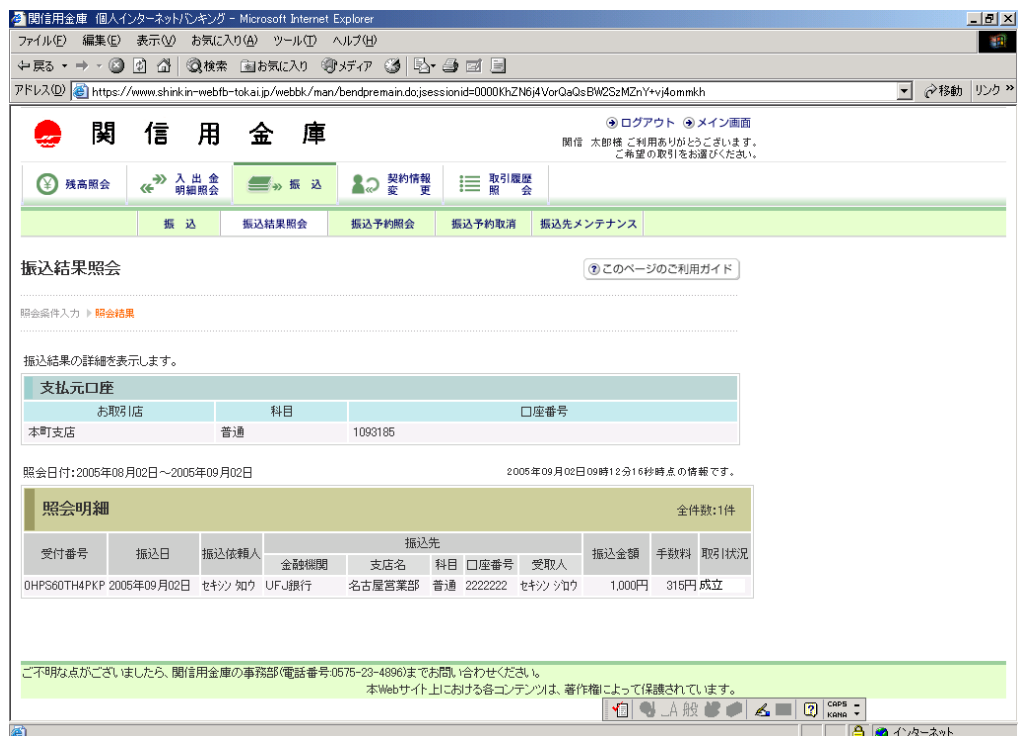 関信用金庫 個人インターネットバンキング - Microsoft Internet Explorer
ファイル(F) 編集(E) 表示(V) お気に入り(A) ツール(T) ヘルプ(H)
戻る 検索 お気に入り メディア
アドレス(D) https://www.shinkin-webfb-tokai.jp/webbk/man/bendpremain.do;jsessionid=0000KhZN6j4VorQaQsBW2SzMZnY+vj4ommkh 移動 リンク »
関信用金庫
ログアウト メイン画面
関信 太郎様 ご利用ありがとうございます。
ご希望の取引をお選びください。
残高照会 入出金明細照会 振込 契約情報変更 取引履歴照会
振込 振込結果照会 振込予約照会 振込予約取消 振込先メンテナンス
振込結果照会 このページのご利用ガイド
照会条件入力 照会結果
振込結果の詳細を表示します。
支払元口座
お取引店 科目 口座番号
本町支店 普通 1093185
照会日付:2005年08月02日~2005年09月02日 2005年09月02日09時12分16秒時点の情報です。
照会明細 全件数:1件
受付番号 振込日 振込依頼人 振込先 振込金額 手数料 取引状況
金融機関 支店名 科目 口座番号 受取人
0HPS60TH4PKP 2005年09月02日 セキシン タロウ UFJ銀行 名古屋営業部 普通 2222222 セキシン ジロウ 1,000円 315円 成立
ご不明な点がございましたら、関信用金庫の事務部(電話番号:0575-23-4896)までお問い合わせください。
本Webサイト上における各コンテンツは、著作権によって保護されています。
_A 般 CAPS KANA
インターネット